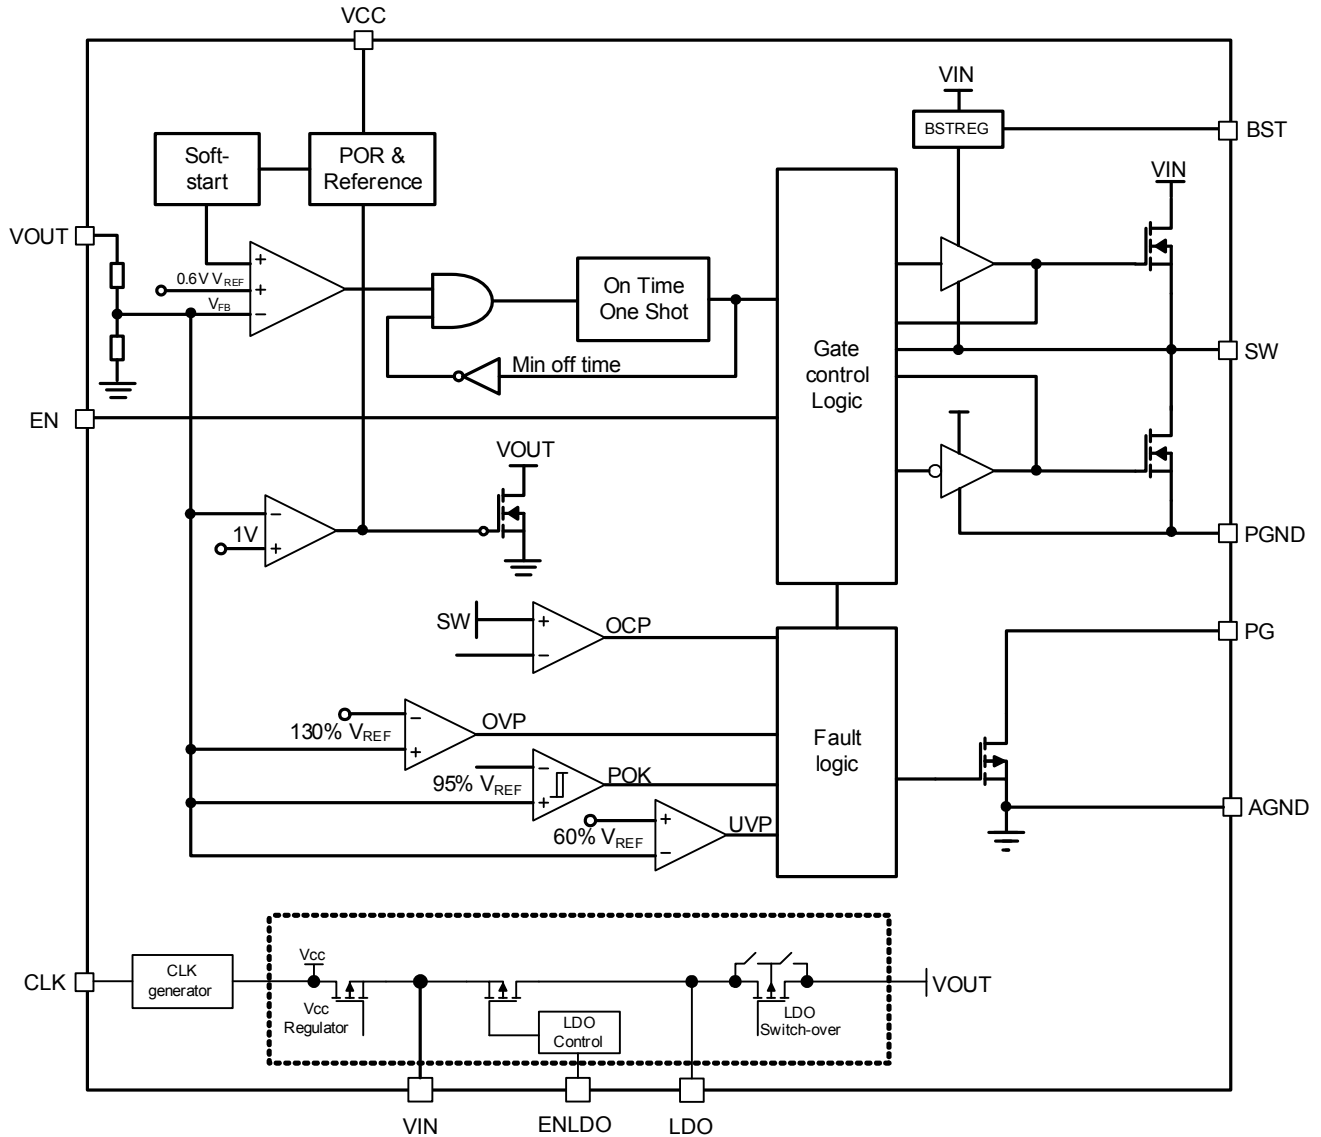 VCC
VIN
BSTREG
BST
Soft-
start
POR &
Reference
VIN
VOUT
0.6V VREF
+
+
VFB
−
On Time
One Shot
Min off time
Gate
control
Logic
SW
EN
VOUT
−
1V
+
PGND
SW
+
−
OCP
PG
130% VREF
−
+
OVP
Fault
logic
95% VREF
−
+
POK
60% VREF
+
−
UVP
AGND
CLK
CLK
generator
Vcc
Vcc
Regulator
LDO
Control
LDO
Switch-over
VOUT
VIN
ENLDO
LDO